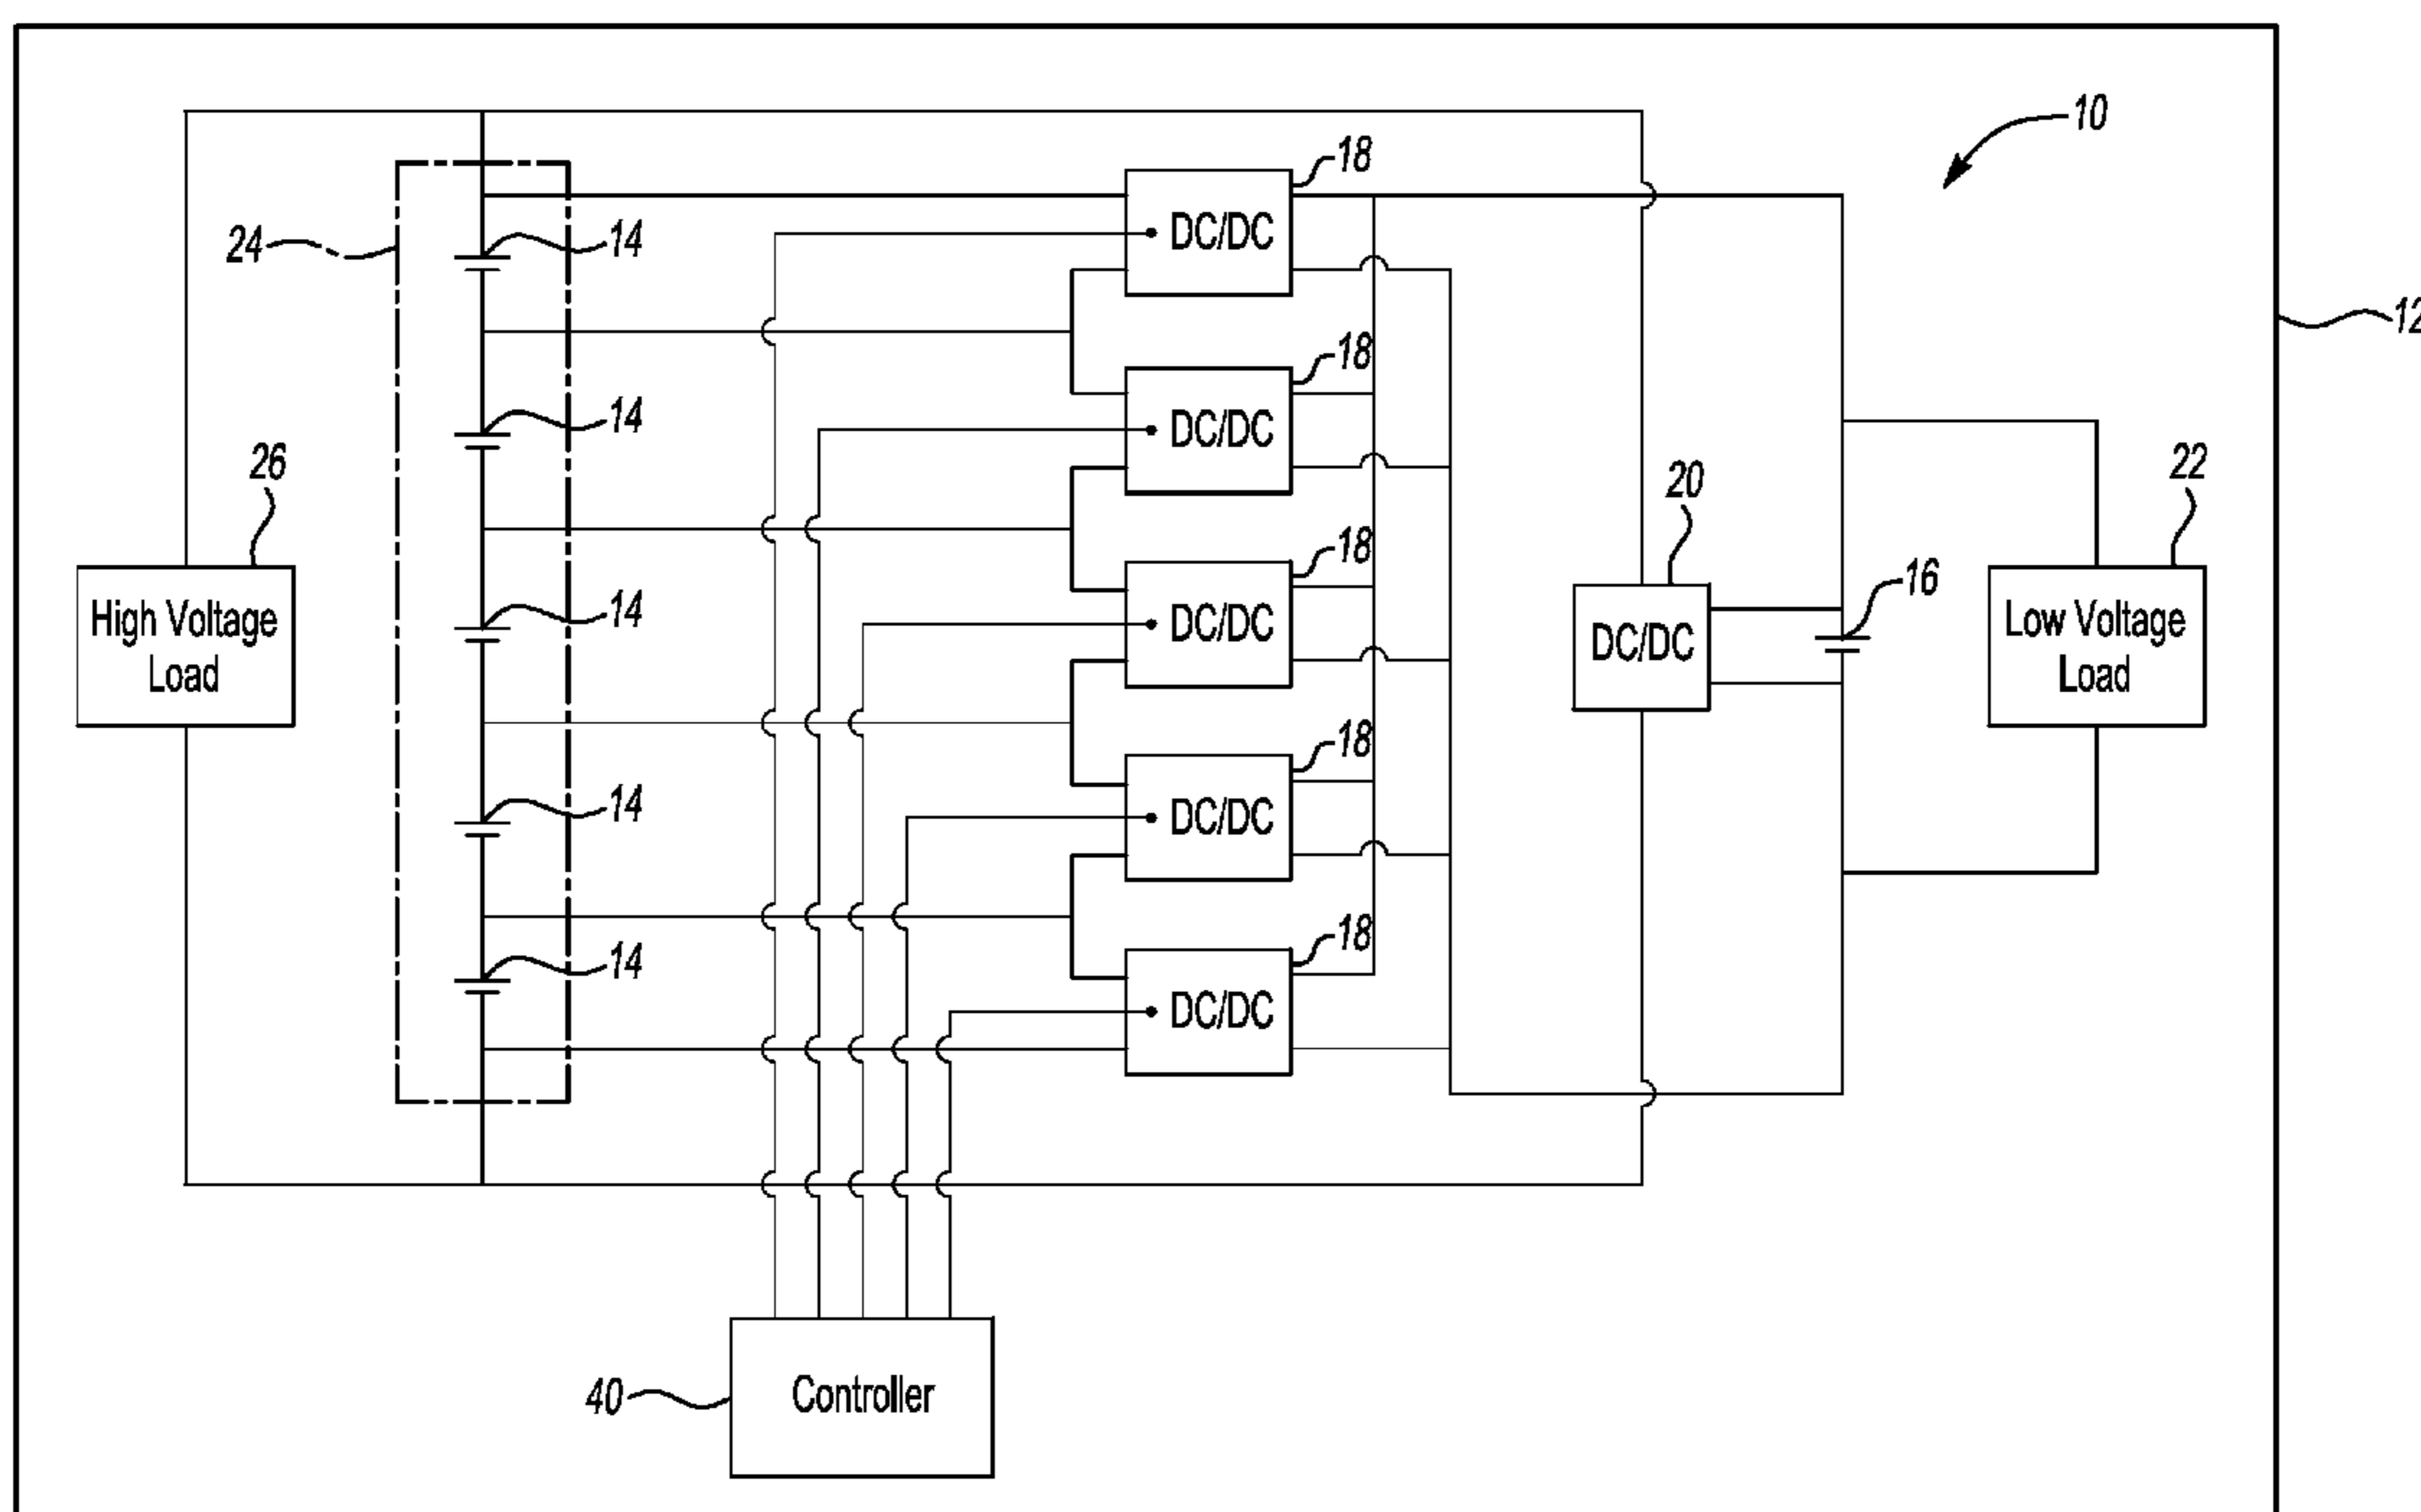 10
18
DC/DC
24
14
12
18
DC/DC
14
26
20
22
18
DC/DC
14
16
High Voltage
Load
DC/DC
Low Voltage
Load
18
DC/DC
14
18
DC/DC
14
40
Controller